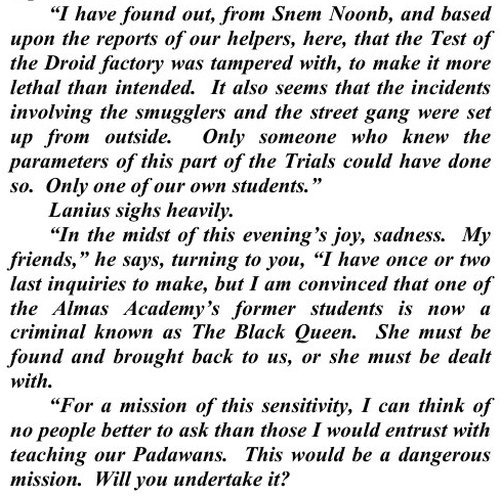 “I have found out, from Snem Noonb, and based
upon the reports of our helpers, here, that the Test of
the Droid factory was tampered with, to make it more
lethal than intended.  It also seems that the incidents
involving the smugglers and the street gang were set
up from outside.  Only someone who knew the
parameters of this part of the Trials could have done
so.  Only one of our own students.”
Lanius sighs heavily.
“In the midst of this evening’s joy, sadness.  My
friends,” he says, turning to you, “I have once or two
last inquiries to make, but I am convinced that one of
the Almas Academy’s former students is now a
criminal known as The Black Queen.  She must be
found and brought back to us, or she must be dealt
with.
“For a mission of this sensitivity, I can think of
no people better to ask than those I would entrust with
teaching our Padawans.  This would be a dangerous
mission.  Will you undertake it?